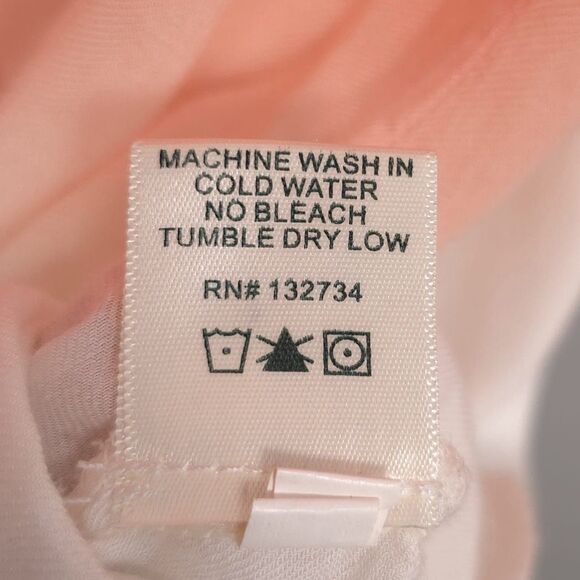 MACHINE WASH IN
COLD WATER
NO BLEACH
TUMBLE DRY LOW
RN# 132734